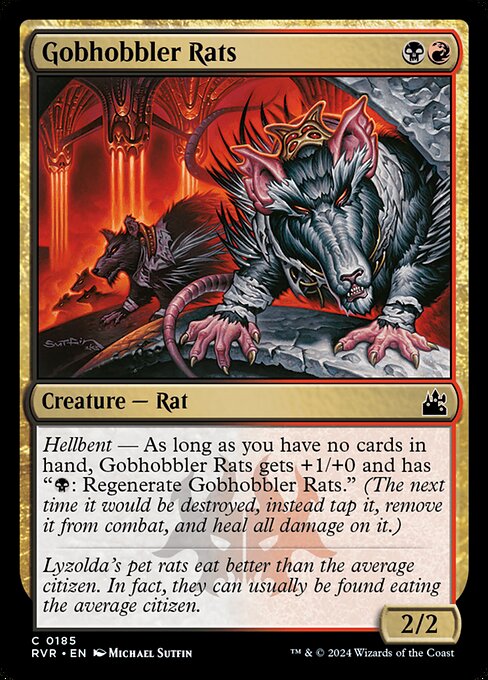 Gobhobbler Rats
Creature — Rat
Hellbent — As long as you have no cards in
hand, Gobhobbler Rats gets +1/+0 and has
“: Regenerate Gobhobbler Rats.” (The next
time it would be destroyed, instead tap it, remove
it from combat, and heal all damage on it.)
Lyzolda’s pet rats eat better than the average
citizen. In fact, they can usually be found eating
the average citizen.
2/2
C 0185
RVR • EN Michael Sutfin
™ & © 2024 Wizards of the Coast